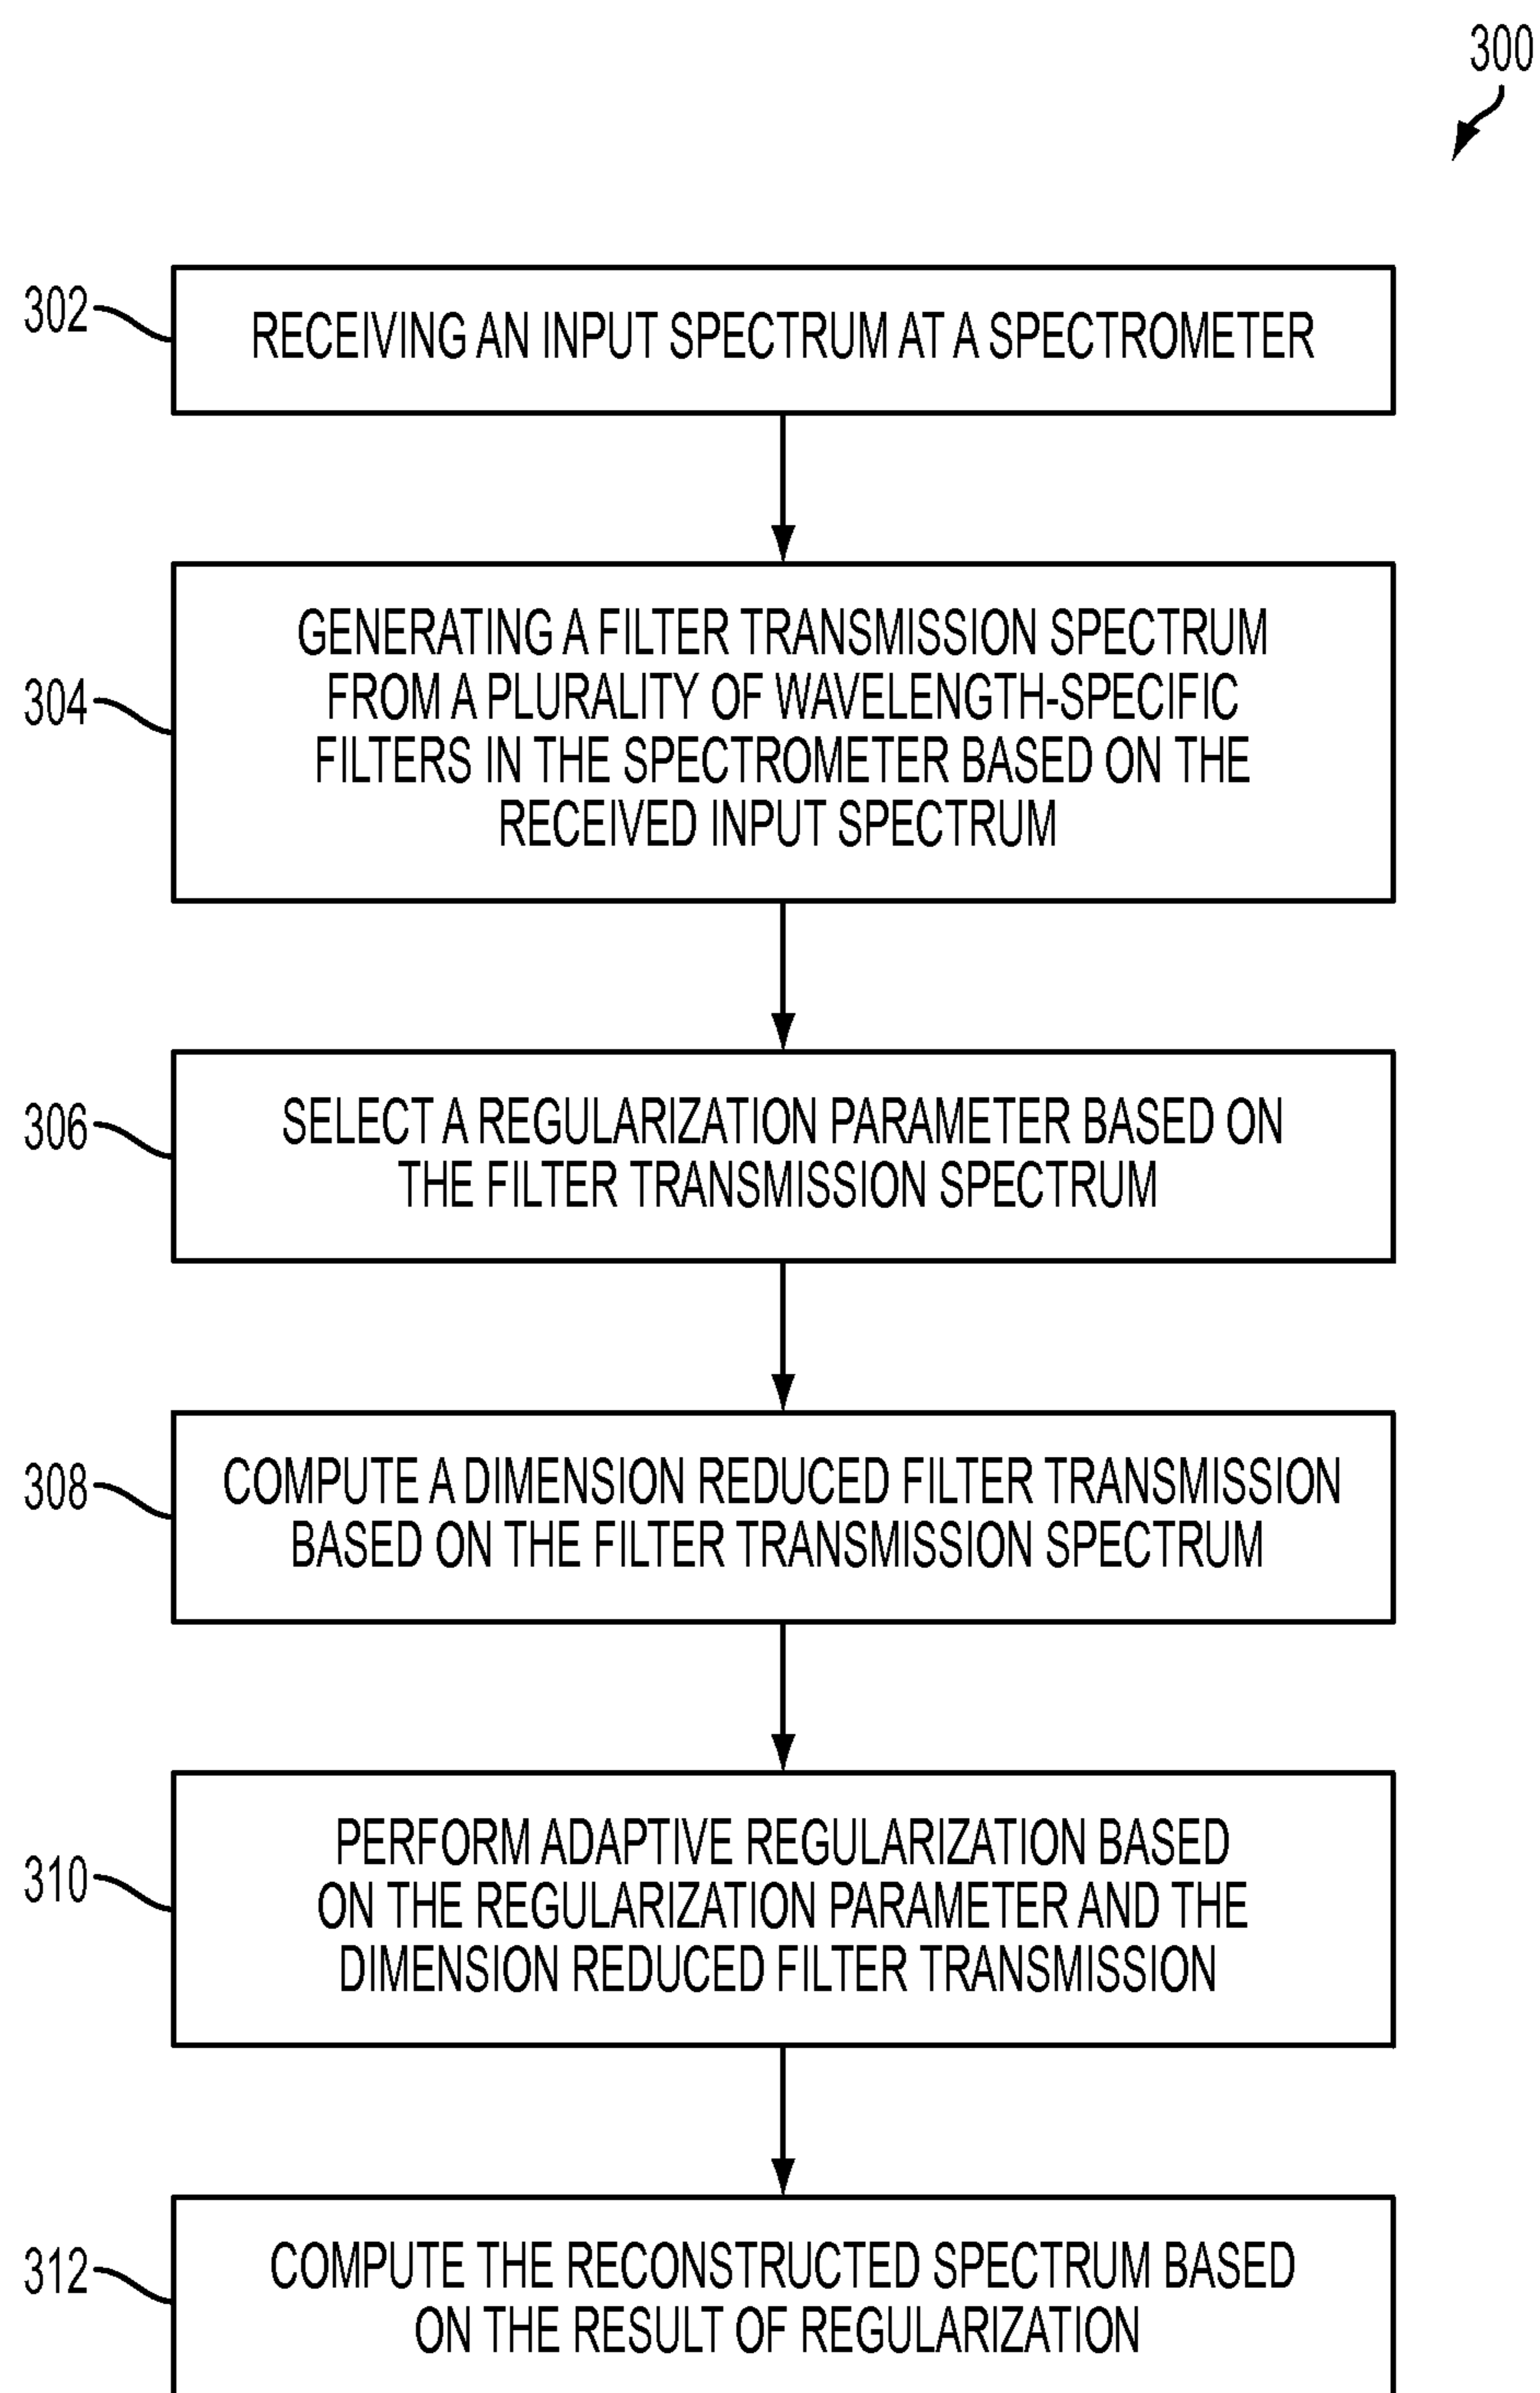 300
302
RECEIVING AN INPUT SPECTRUM AT A SPECTROMETER
304
GENERATING A FILTER TRANSMISSION SPECTRUM
FROM A PLURALITY OF WAVELENGTH-SPECIFIC
FILTERS IN THE SPECTROMETER BASED ON THE
RECEIVED INPUT SPECTRUM
306
SELECT A REGULARIZATION PARAMETER BASED ON
THE FILTER TRANSMISSION SPECTRUM
308
COMPUTE A DIMENSION REDUCED FILTER TRANSMISSION
BASED ON THE FILTER TRANSMISSION SPECTRUM
310
PERFORM ADAPTIVE REGULARIZATION BASED
ON THE REGULARIZATION PARAMETER AND THE
DIMENSION REDUCED FILTER TRANSMISSION
312
COMPUTE THE RECONSTRUCTED SPECTRUM BASED
ON THE RESULT OF REGULARIZATION